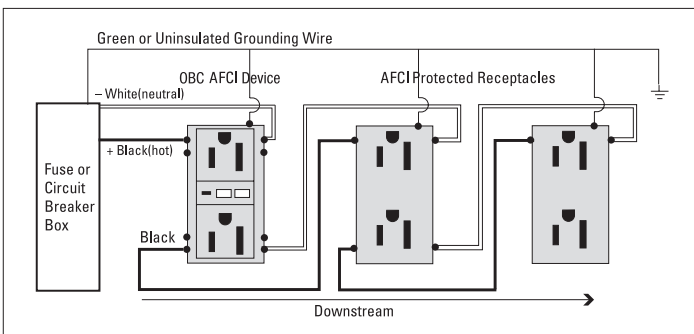 Green or Uninsulated Grounding Wire
OBC AFCI Device
AFCI Protected Receptacles
– White(neutral)
+ Black(hot)
Fuse or
Circuit
Breaker
Box
Black
Downstream